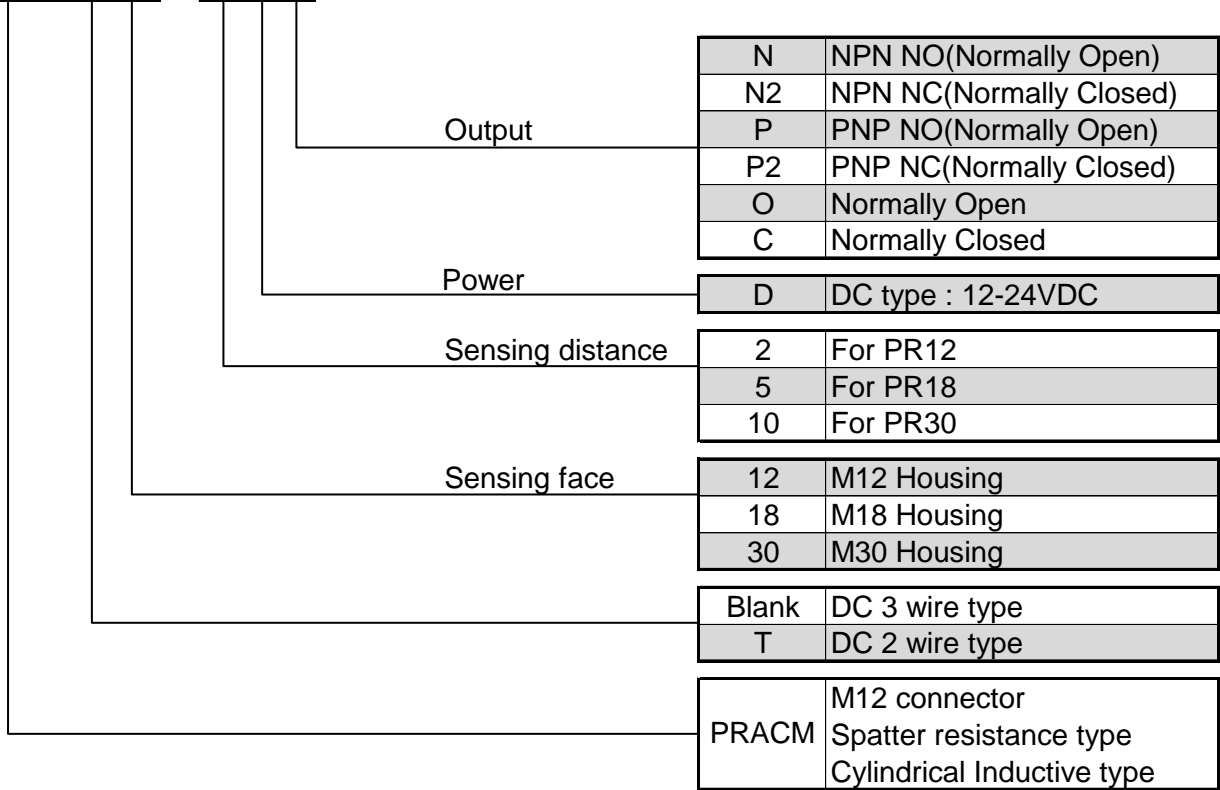 N NPN NO(Normally Open)
N2 NPN NC(Normally Closed)
Output P PNP NO(Normally Open)
P2 PNP NC(Normally Closed)
O Normally Open
C Normally Closed
Power D DC type : 12-24VDC
Sensing distance 2 For PR12
5 For PR18
10 For PR30
Sensing face 12 M12 Housing
18 M18 Housing
30 M30 Housing
Blank DC 3 wire type
T DC 2 wire type
M12 connector
PRACM Spatter resistance type
Cylindrical Inductive type